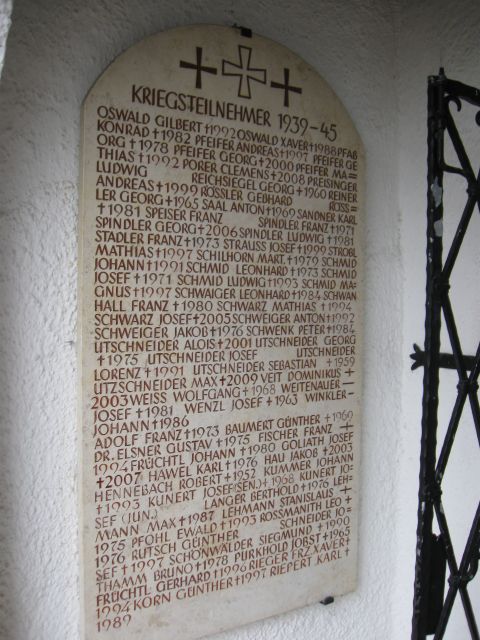 KRIEGSTEILNEHMER 1939-45
OSWALD GILBERT †1992 OSWALD XAVER †1988 PFAB
KONRAD †1982 PFEIFER ANDREAS †1997 PFEIFER GE
ORG †1978 PFEIFER GEORG †2000 PFEIFER MA=
THIAS †1992 PORER CLEMENS †2008 PREISINGER
LUDWIG REICHSIEGEL GEORG †1960 REINER
ANDREAS †1999 RÖSSLER GEBHARD RÖSS=
LER GEORG †1965 SAAL ANTON †1969 SANDNER KARL
†1981 SPEISER FRANZ SPINDLER FRANZ †1971
SPINDLER GEORG †2006 SPINDLER LUDWIG †1981
STADLER FRANZ †1973 STRAUSS JOSEF †1999 STROBL
MATHIAS †1997 SCHILHORN MART. †1979 SCHMID
JOHANN †1991 SCHMID LEONHARD †1973 SCHMID
JOSEF †1971 SCHMID LUDWIG †1993 SCHMID MA=
GNUS †1997 SCHWAIGER LEONHARD †1984 SCHWAN
HALL FRANZ †1980 SCHWARZ MATHIAS †1994
SCHWARZ JOSEF †2005 SCHWEIGER ANTON †1992
SCHWEIGER JAKOB †1976 SCHWENK PETER †1984
UTSCHNEIDER ALOIS †2001 UTSCHNEIDER GEORG
†1975 UTSCHNEIDER JOSEF UTSCHNEIDER
LORENZ †1991 UTSCHNEIDER SEBASTIAN †1959
UTZSCHNEIDER MAX †2009 VEIT DOMINIKUS †
2003 WEISS WOLFGANG †1968 WEITENAUER
JOSEF †1981 WENZL JOSEF †1963 WINKLER
JOHANN †1986
ADOLF FRANZ †1973 BAUMERT GÜNTHER †1960
DR. ELSNER GUSTAV †1975 FISCHER FRANZ †
1994 FRÜCHTL JOHANN †1980 GOLIATH JOSEF
†2007 HAWEL KARL †1976 HAU JAKOB †2005
HENNEBACH ROBERT †1952 KUMMER JOHANN
†1993 KUNERT JOSEF (SEN.) †1968 KUNERT JO=
SEF (JUN.) LANGER BERTHOLD †1975 LEH=
MANN MAX †1987 LEHMANN STANISLAUS †
1975 PFOHL EWALD †1993 ROSSMANITH LEO †
1976 RUTSCH GÜNTHER SCHNEIDER JO=
SEF †1997 SCHÖNWÄLDER SIEGMUND †1990
THAMM BRUNO †1978 PURKHOLD JOBST †1965
FRÜCHTL GERHARD †1996 RIEGER FRZ. XAVER
1994 KORN GÜNTHER †1997 RIEPERT KARL †
1989